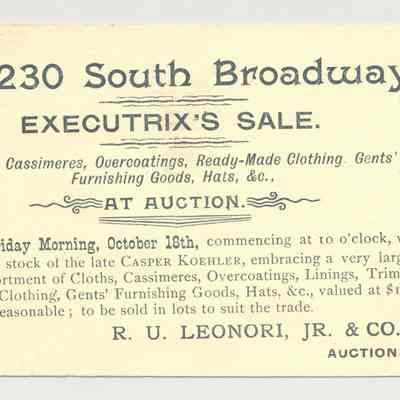 230 South Broadway
EXECUTRIX'S SALE.
Cassimeres, Overcoatings, Ready-Made Clothing Gents'
Furnishing Goods, Hats, &c.,
AT AUCTION.
riday Morning, October 18th, commencing at 10 o'clock, w
stock of the late CASPER KOEHLER, embracing a very larg
ortment of Cloths, Cassimeres, Overcoatings, Linings, Trim
Clothing, Gents' Furnishing Goods, Hats, &c., valued at $1
easonable; to be sold in lots to suit the trade.
R. U. LEONORI, JR. & CO.
AUCTION